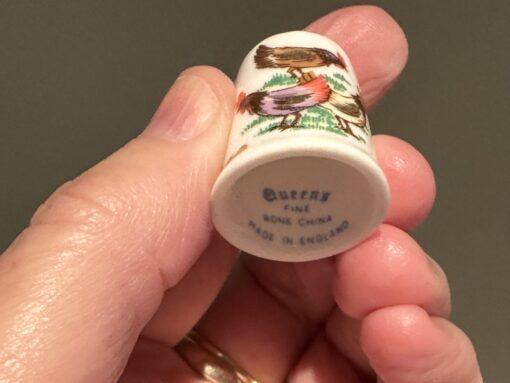 Queens
FINE
BONE CHINA
MADE IN ENGLAND